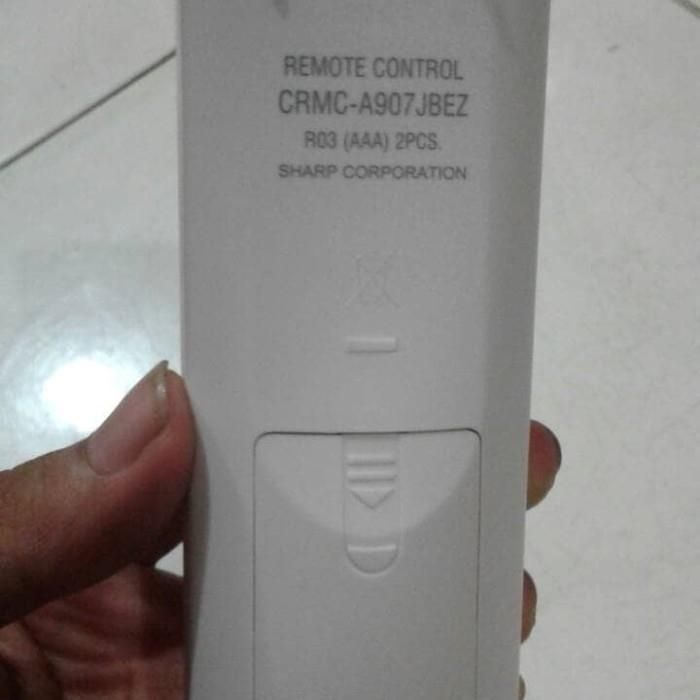 REMOTE CONTROL
CRMC-A907JBEZ
R03 (AAA) 2PCS.
SHARP CORPORATION